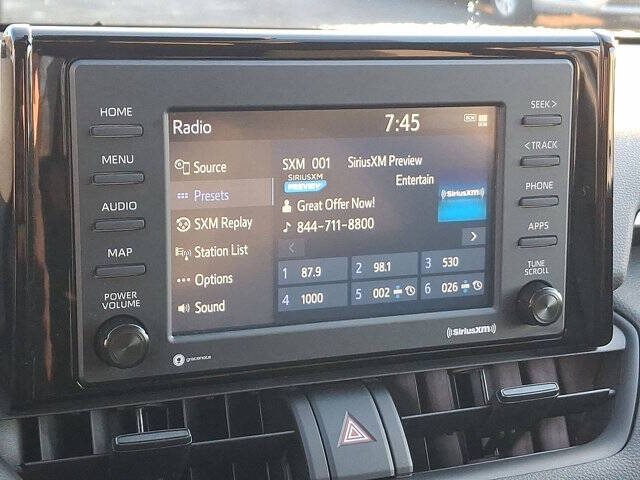 HOME
MENU
AUDIO
MAP
POWER
VOLUME
Radio
7:45
Source
Presets
SXM Replay
Station List
Options
Sound
SXM 001 SiriusXM Preview
SIRIUSXM
PREVIEW
Entertain
Great Offer Now!
844-711-8800
SiriusXM
<
>
1 87.9
2 98.1
3 530
4 1000
5 002
6 026
SEEK >
< TRACK
PHONE
APPS
TUNE
SCROLL
gracenote
SiriusXM